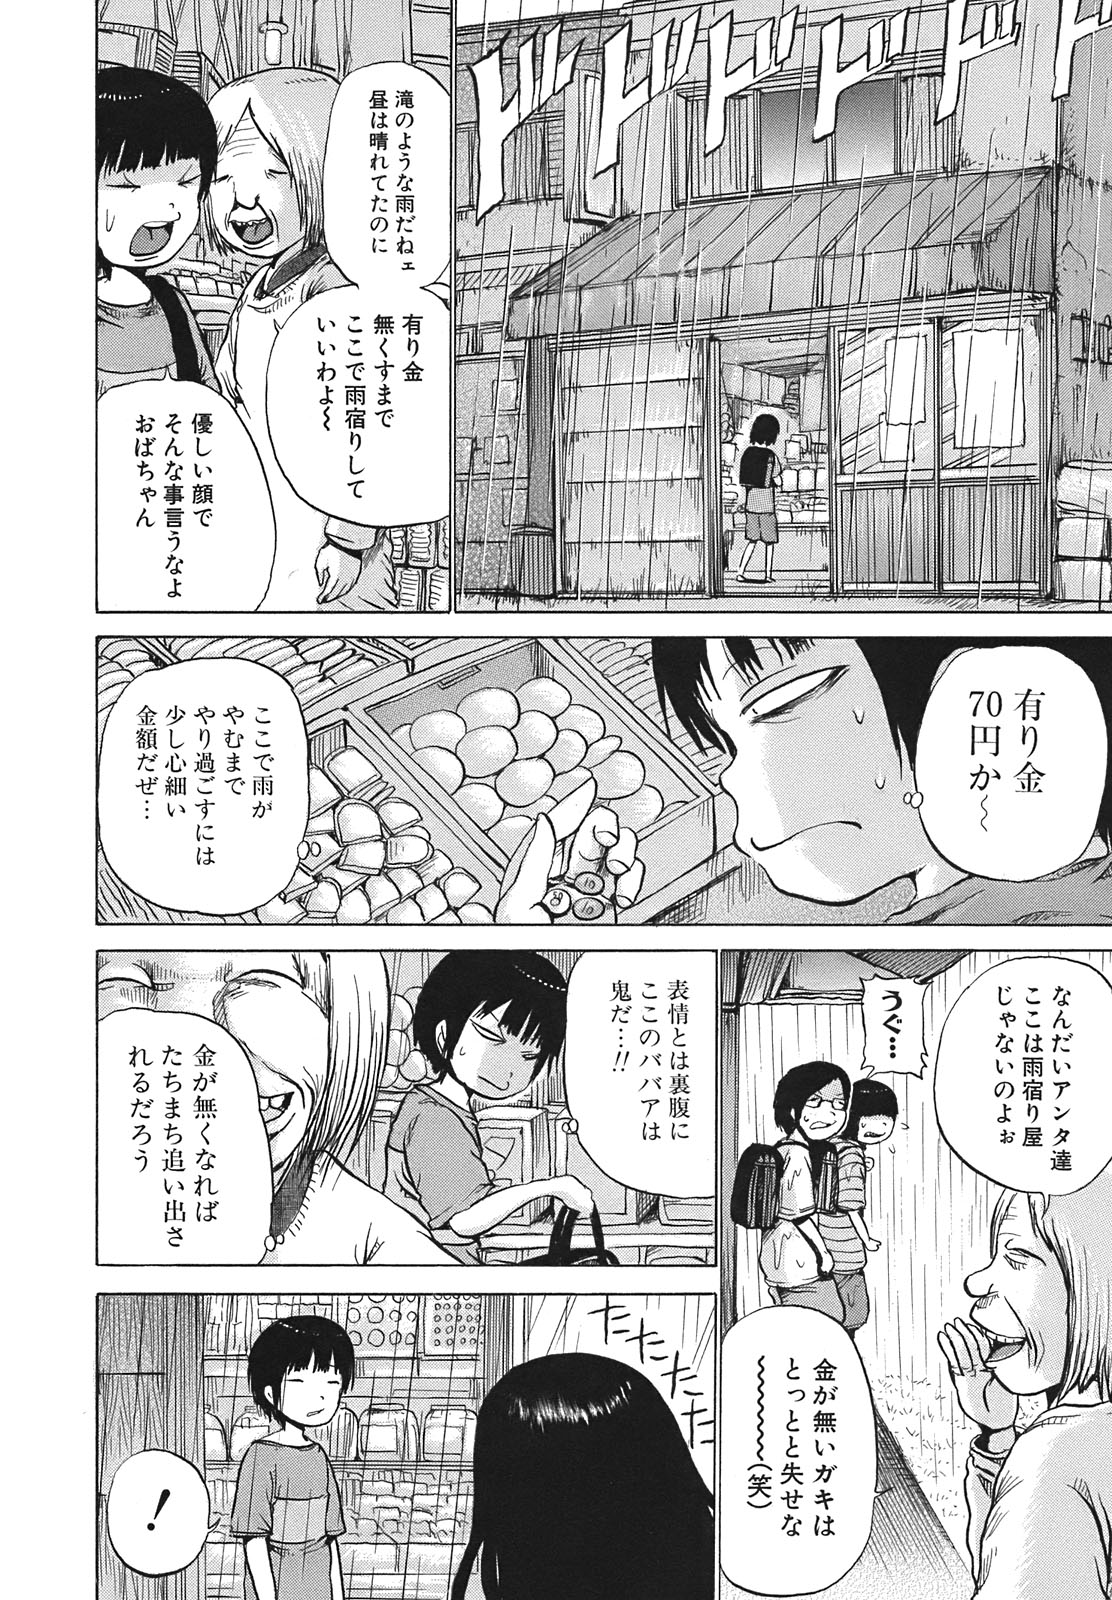 ドドドドドドド
滝のような雨だねェ
昼は晴れてたのに
有り金
無くすまで
ここで雨宿りして
いいわよ〜
優しい顔で
そんな事言うなよ
おばちゃん
有り金
70円か〜
ここで雨が
やむまで
やり過ごすには
少し心細い
金額だぜ…
なんだいアンタ達
ここは雨宿り屋
じゃないのよぉ
うぐ…
金が無いガキは
とっとと失せな
〜〜〜〜(笑)
表情とは裏腹に
ここのババアは
鬼だ…!!
金が無くなれば
たちまち追い出さ
れるだろう
たたたた
!